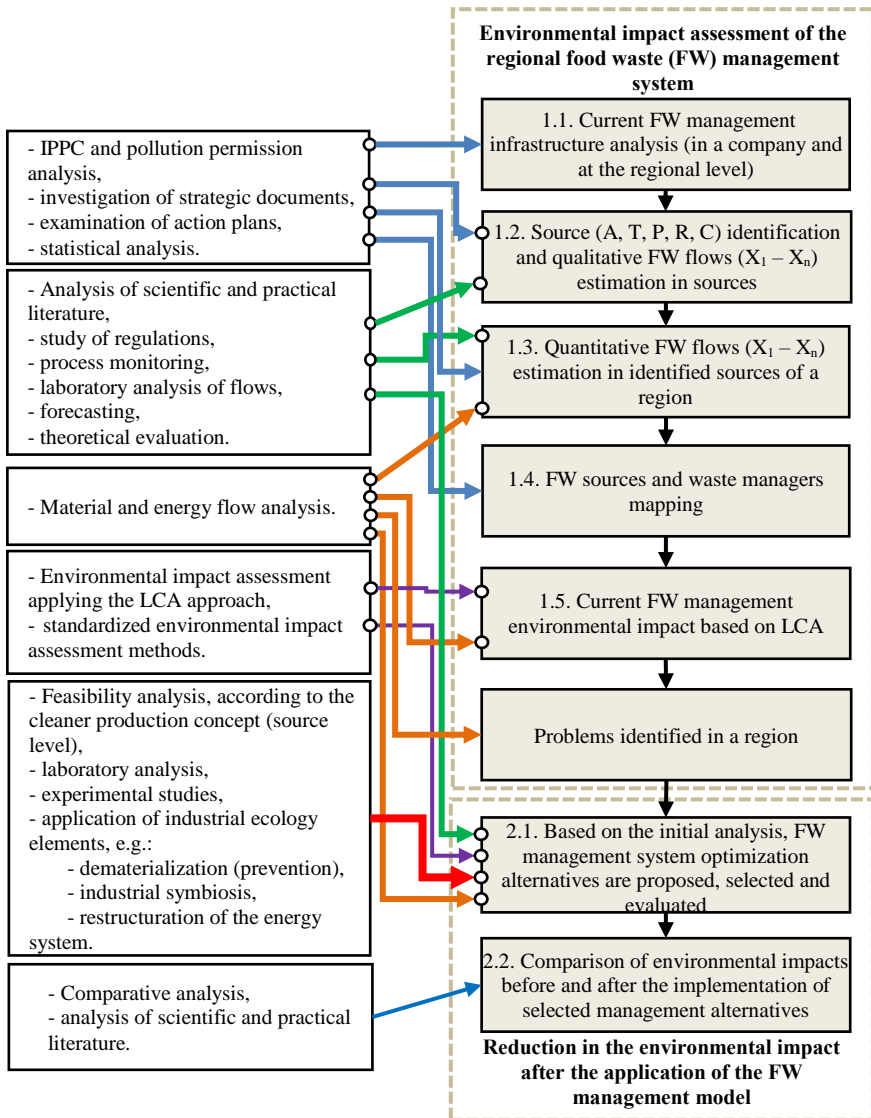 Environmental impact assessment of the
regional food waste (FW) management
system
1.1. Current FW management
infrastructure analysis (in a company and
at the regional level)
- IPPC and pollution permission
analysis,
- investigation of strategic documents,
- examination of action plans,
- statistical analysis.
1.2. Source (A, T, P, R, C) identification
and qualitative FW flows (X₁ – Xₙ)
estimation in sources
- Analysis of scientific and practical
literature,
- study of regulations,
- process monitoring,
- laboratory analysis of flows,
- forecasting,
- theoretical evaluation.
1.3. Quantitative FW flows (X₁ – Xₙ)
estimation in identified sources of a
region
- Material and energy flow analysis.
1.4. FW sources and waste managers
mapping
- Environmental impact assessment
applying the LCA approach,
- standardized environmental impact
assessment methods.
1.5. Current FW management
environmental impact based on LCA
- Feasibility analysis, according to the
cleaner production concept (source
level),
- laboratory analysis,
- experimental studies,
- application of industrial ecology
elements, e.g.:
- dematerialization (prevention),
- industrial symbiosis,
- restructuration of the energy
system.
Problems identified in a region
2.1. Based on the initial analysis, FW
management system optimization
alternatives are proposed, selected and
evaluated
- Comparative analysis,
- analysis of scientific and practical
literature.
2.2. Comparison of environmental impacts
before and after the implementation of
selected management alternatives
Reduction in the environmental impact
after the application of the FW
management model